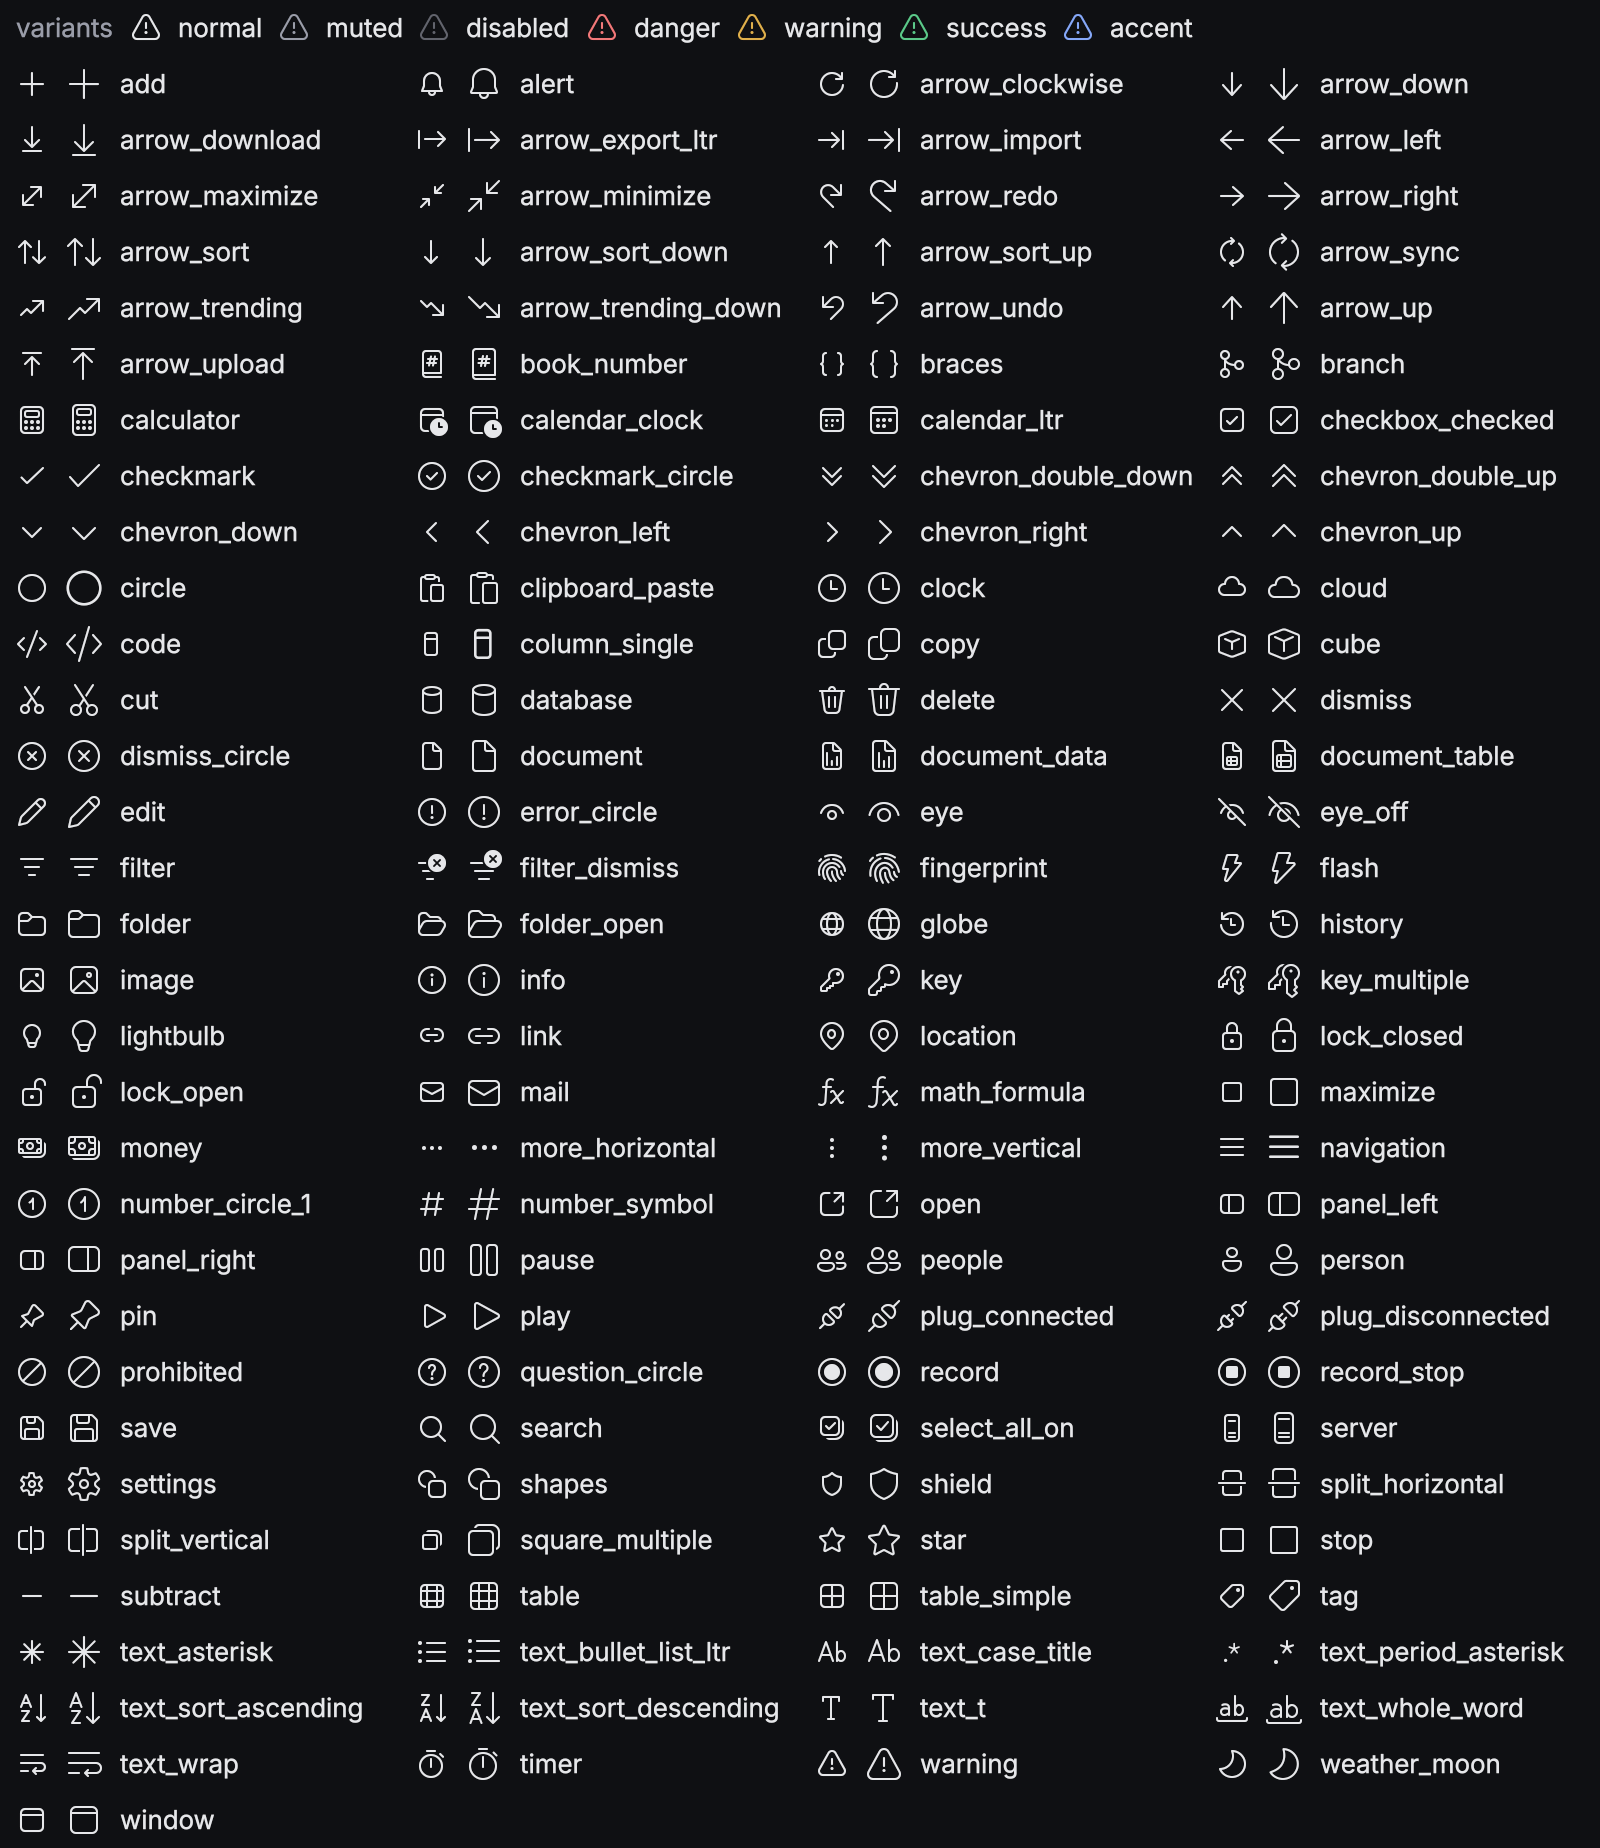 variants normal muted disabled danger warning success accent
add alert arrow_clockwise arrow_down
arrow_download arrow_export_ltr arrow_import arrow_left
arrow_maximize arrow_minimize arrow_redo arrow_right
arrow_sort arrow_sort_down arrow_sort_up arrow_sync
arrow_trending arrow_trending_down arrow_undo arrow_up
arrow_upload book_number braces branch
calculator calendar_clock calendar_ltr checkbox_checked
checkmark checkmark_circle chevron_double_down chevron_double_up
chevron_down chevron_left chevron_right chevron_up
circle clipboard_paste clock cloud
code column_single copy cube
cut database delete dismiss
dismiss_circle document document_data document_table
edit error_circle eye eye_off
filter filter_dismiss fingerprint flash
folder folder_open globe history
image info key key_multiple
lightbulb link location lock_closed
lock_open mail math_formula maximize
money more_horizontal more_vertical navigation
number_circle_1 number_symbol open panel_left
panel_right pause people person
pin play plug_connected plug_disconnected
prohibited question_circle record record_stop
save search select_all_on server
settings shapes shield split_horizontal
split_vertical square_multiple star stop
subtract table table_simple tag
text_asterisk text_bullet_list_ltr Ab Ab text_case_title text_period_asterisk
text_sort_ascending text_sort_descending T T text_t ab ab text_whole_word
text_wrap timer warning weather_moon
window